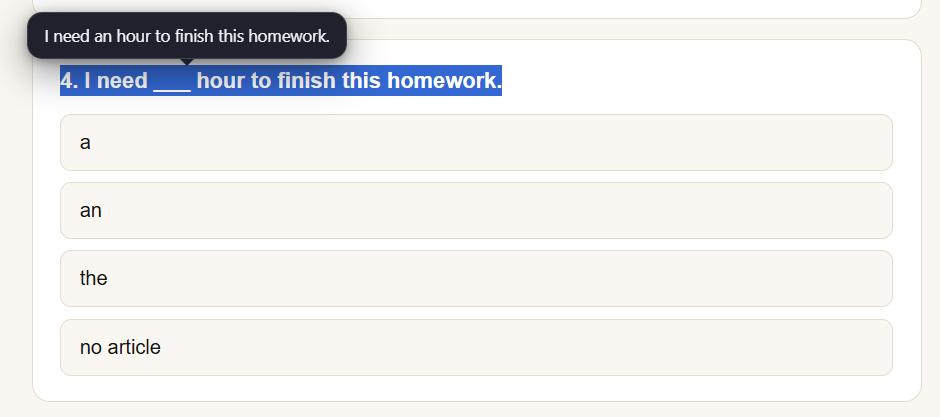 I need an hour to finish this homework.
4. I need ___ hour to finish this homework.
a
an
the
no article